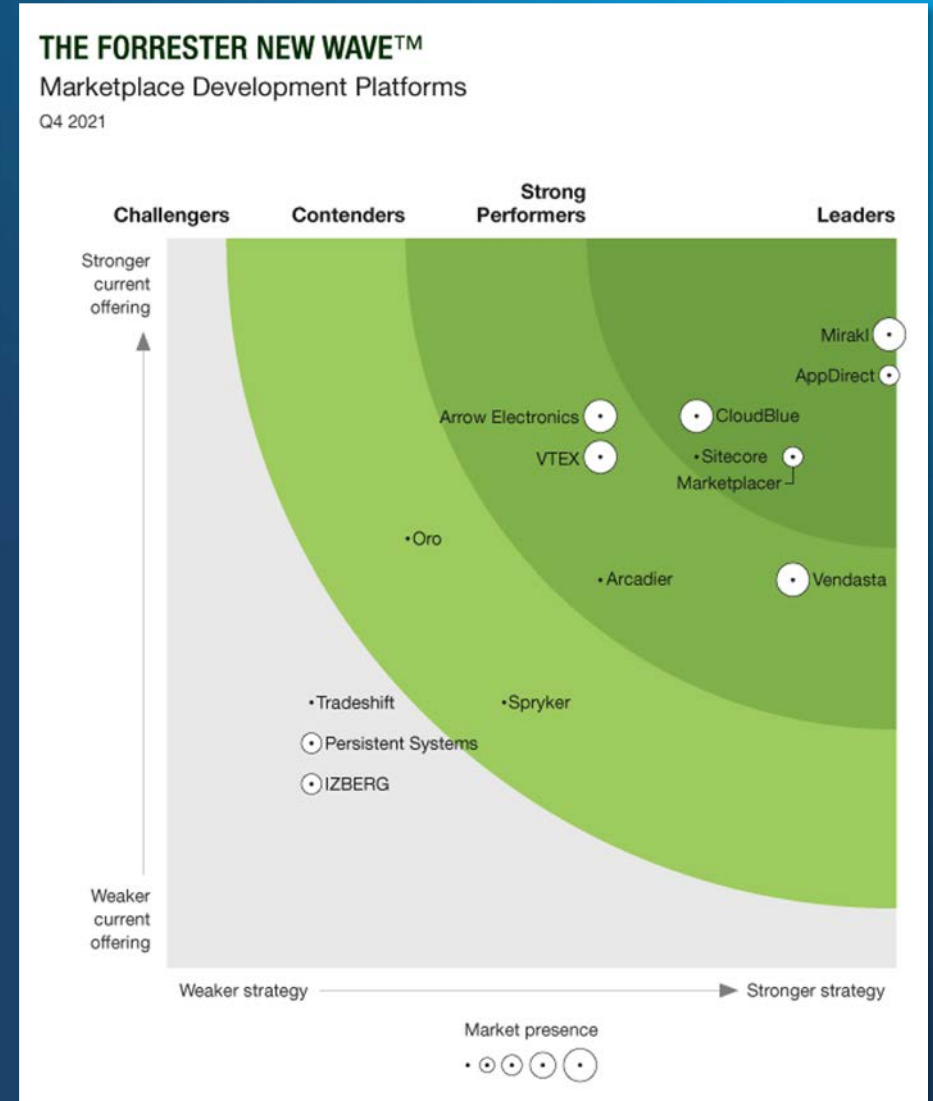 THE FORRESTER NEW WAVE™
Marketplace Development Platforms
Q4 2021
Challengers
Contenders
Strong
Performers
Leaders
Stronger
current
offering
Mirakl
AppDirect
Arrow Electronics
CloudBlue
VTEX
Sitecore
Marketplacer
Oro
Arcadier
Vendasta
Tradeshift
Spryker
Persistent Systems
IZBERG
Weaker
current
offering
Weaker strategy
Stronger strategy
Market presence